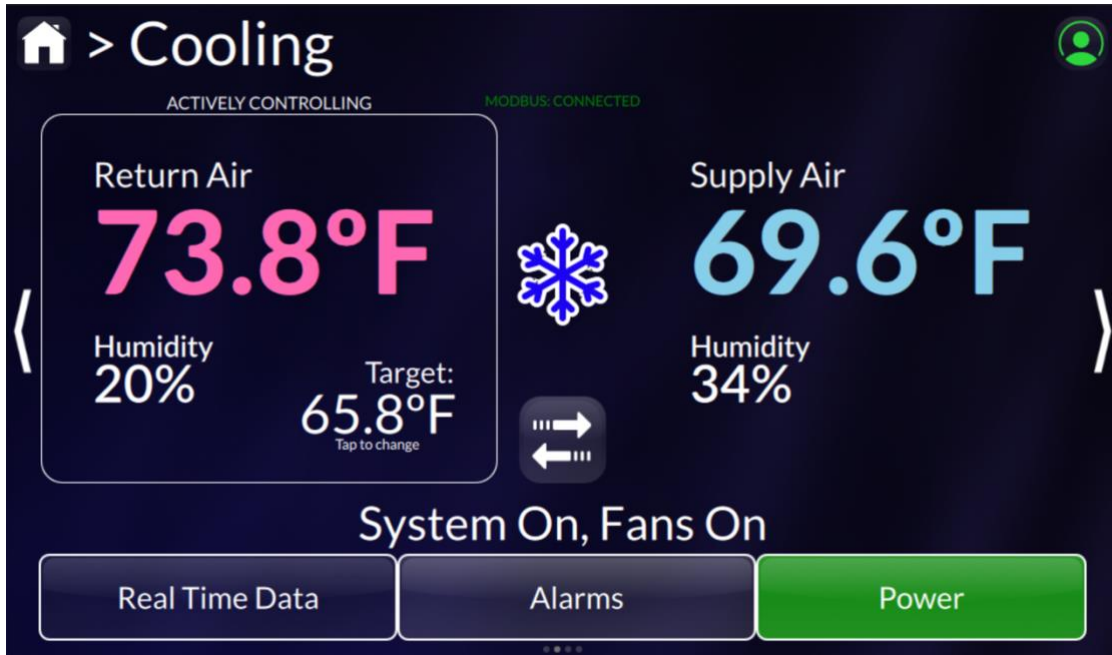 > Cooling
ACTIVELY CONTROLLING
MODBUS: CONNECTED
Return Air
73.8°F
Humidity
20%
Target:
65.8°F
Tap to change
Supply Air
69.6°F
Humidity
34%
System On, Fans On
Real Time Data
Alarms
Power